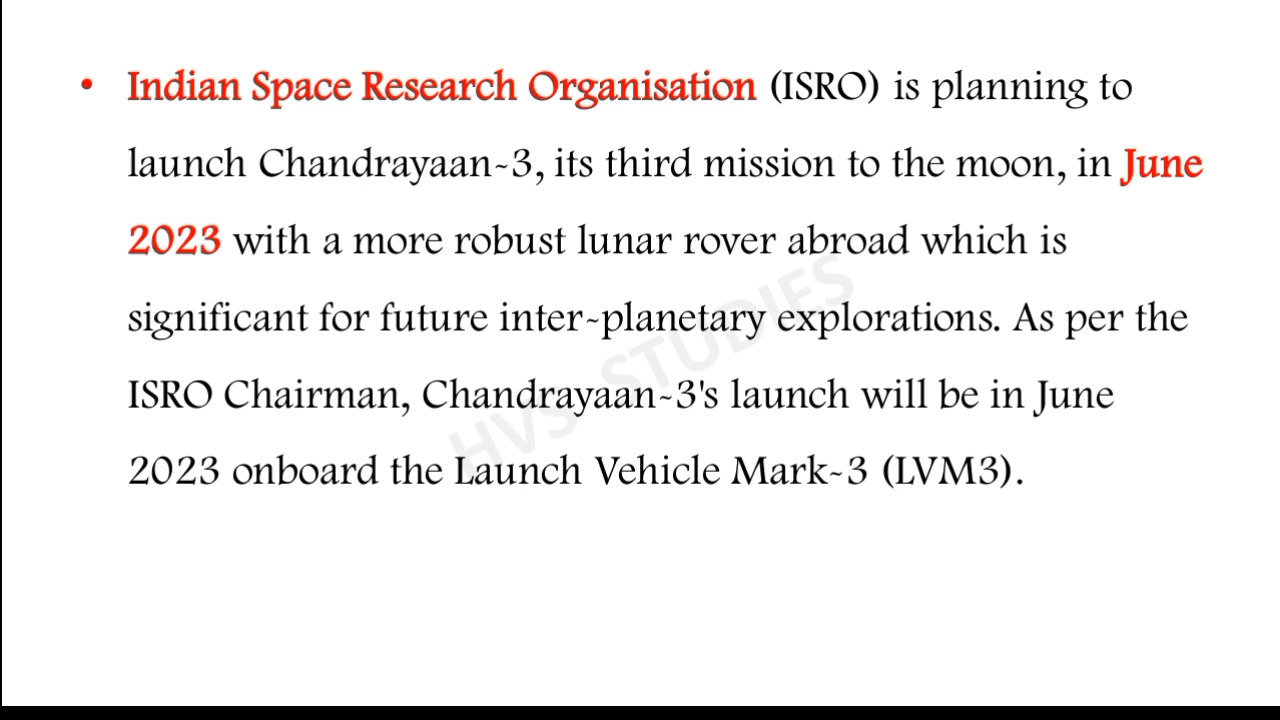 • Indian Space Research Organisation (ISRO) is planning to
launch Chandrayaan-3, its third mission to the moon, in June
2023 with a more robust lunar rover abroad which is
significant for future inter-planetary explorations. As per the
ISRO Chairman, Chandrayaan-3's launch will be in June
2023 onboard the Launch Vehicle Mark-3 (LVM3).
HVS STUDIES